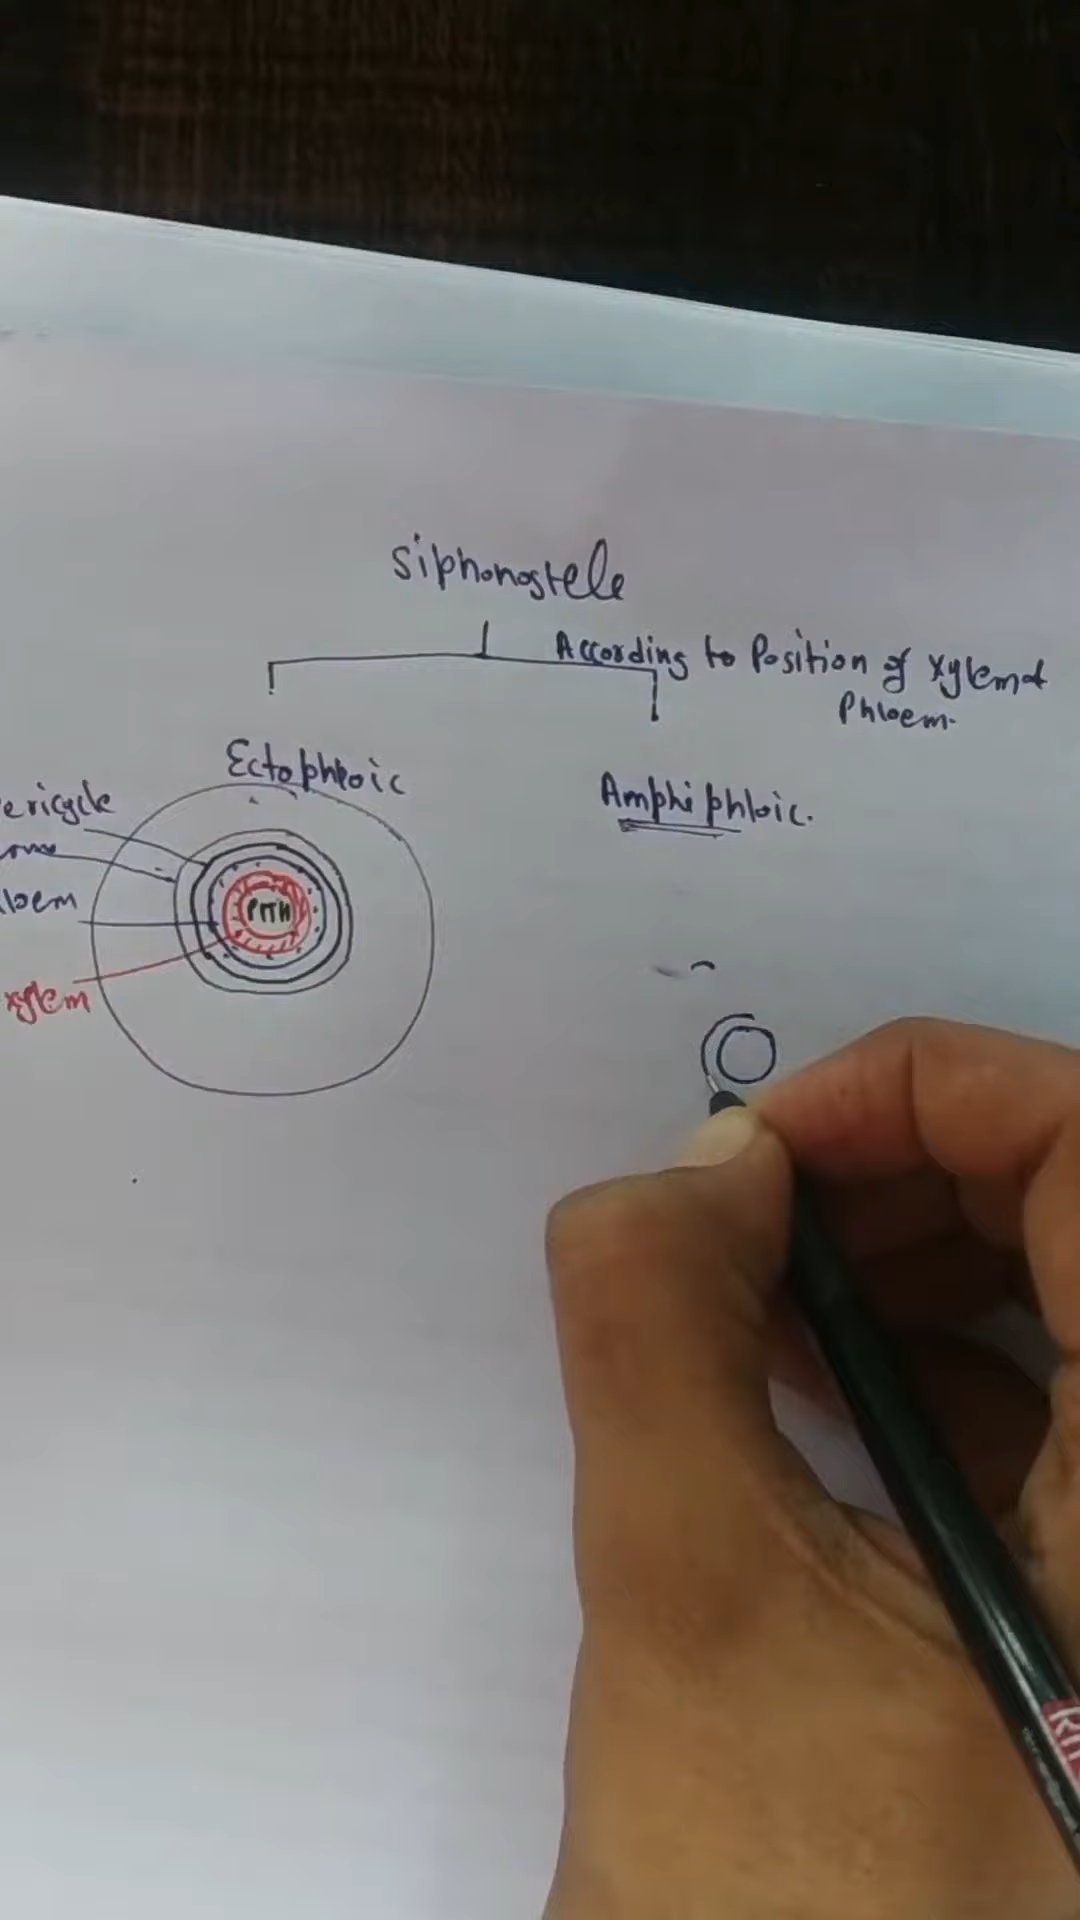 Siphonostele
According to Position of xylem &
Phloem.
Ectophloic
Amphiphloic.
ericycle
loem
xylem
PITH